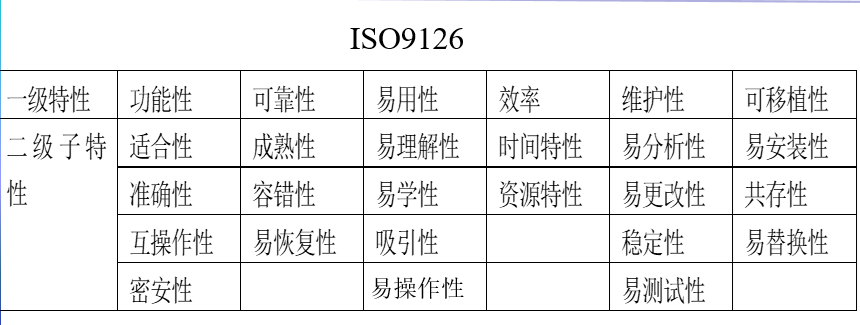 ISO9126
一级特性 功能性 可靠性 易用性 效率 维护性 可移植性
二级子特 适合性 成熟性 易理解性 时间特性 易分析性 易安装性
性 准确性 容错性 易学性 资源特性 易更改性 共存性
互操作性 易恢复性 吸引性 稳定性 易替换性
密安性 易操作性 易测试性